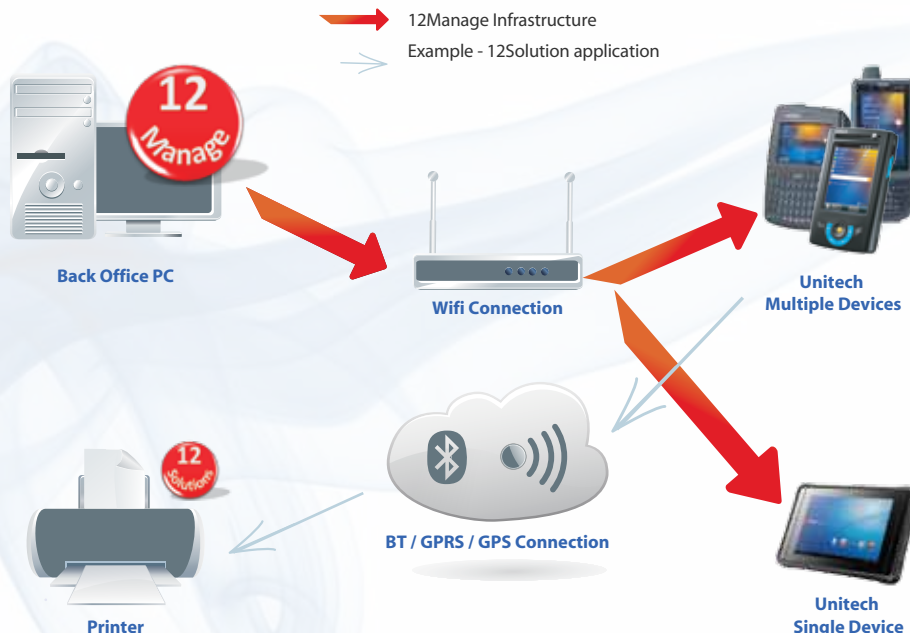 12Manage Infrastructure
Example - 12Solution application
12
Manage
Back Office PC
Wifi Connection
Unitech
Multiple Devices
12
Solutions
BT / GPRS / GPS Connection
Printer
Unitech
Single Device